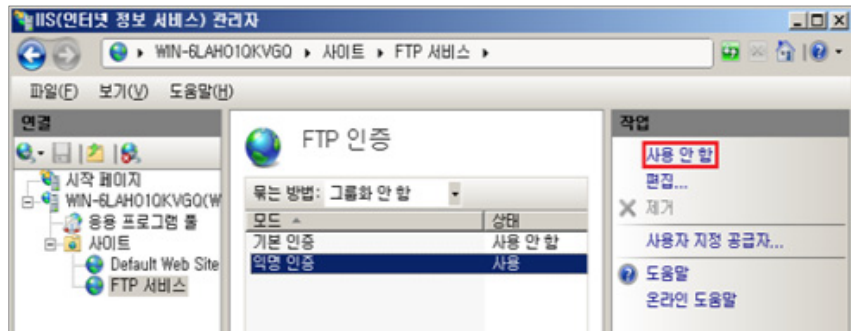 IIS(인터넷 정보 서비스) 관리자
WIN-6LAHO1QKVGQ ▸ 사이트 ▸ FTP 서비스 ▸
파일(F) 보기(V) 도움말(H)
연결
시작 페이지
WIN-6LAHO1QKVGQ(W
응용 프로그램 풀
사이트
Default Web Site
FTP 서비스
FTP 인증
묶는 방법: 그룹화 안 함
모드 상태
기본 인증 사용 안 함
익명 인증 사용
작업
사용 안 함
편집...
제거
사용자 지정 공급자...
도움말
온라인 도움말